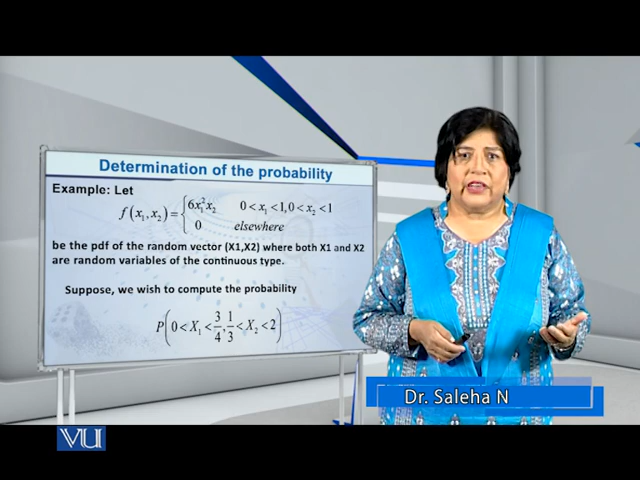 Determination of the probability
Example: Let
f(x₁, x₂) = { 6x₁²x₂   0 < x₁ < 1, 0 < x₂ < 1
0   elsewhere
be the pdf of the random vector (X1,X2) where both X1 and X2
are random variables of the continuous type.
Suppose, we wish to compute the probability
P(0 < X₁ < 3/4, 1/3 < X₂ < 2)
Dr. Saleha N
VU